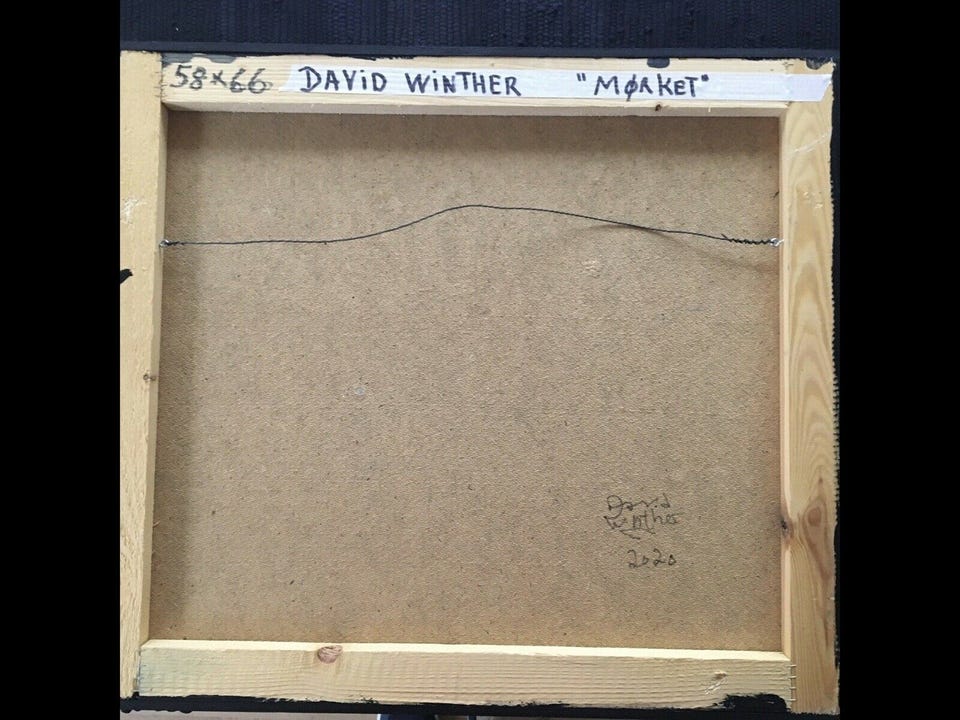 58×66 DAViD WiNTHER "MØRKET"
David
Winther
2020